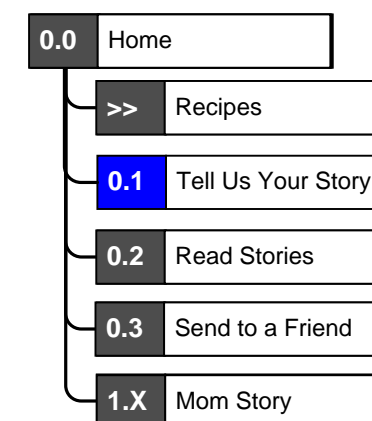 0.0 Home
>> Recipes
0.1 Tell Us Your Story
0.2 Read Stories
0.3 Send to a Friend
1.X Mom Story